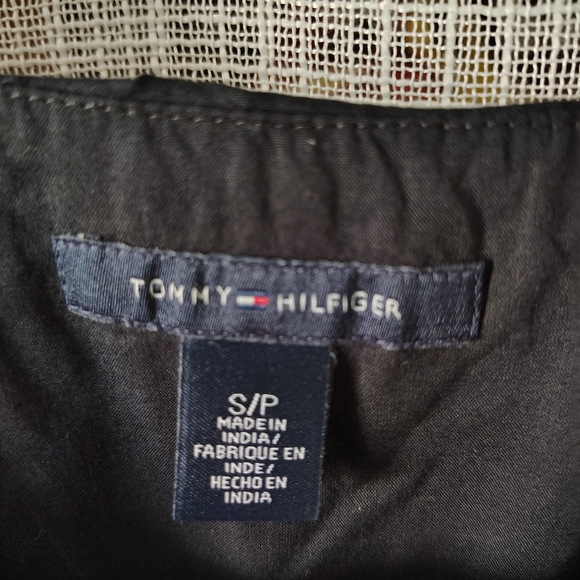 TOMMY HILFIGER
S/P
MADE IN
INDIA/
FABRIQUE EN
INDE/
HECHO EN
INDIA